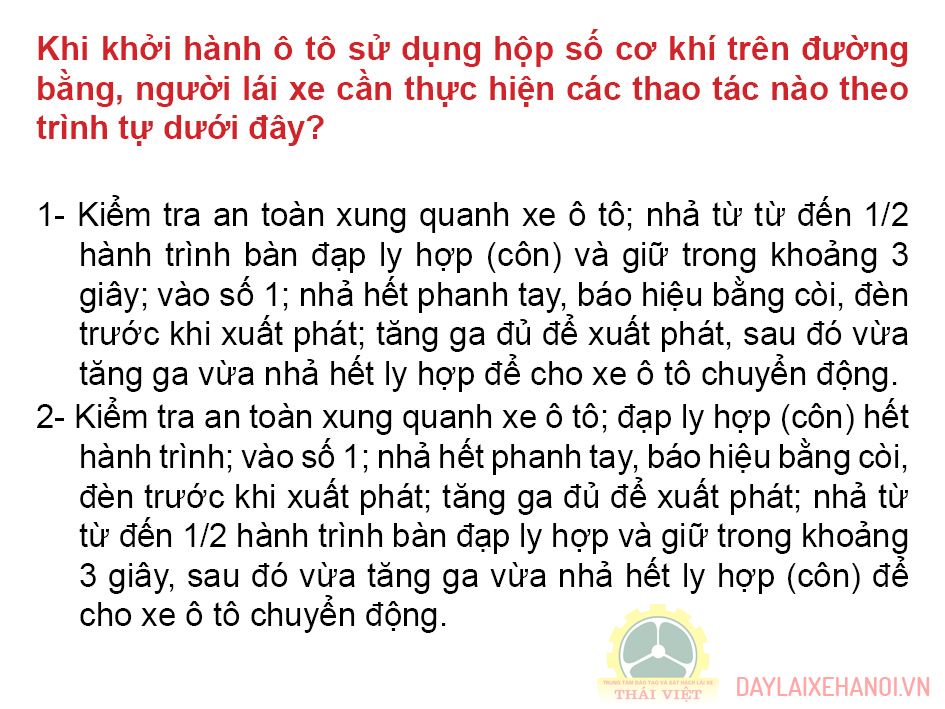 Khi khởi hành ô tô sử dụng hộp số cơ khí trên đường
bằng, người lái xe cần thực hiện các thao tác nào theo
trình tự dưới đây?
1- Kiểm tra an toàn xung quanh xe ô tô; nhả từ từ đến 1/2
hành trình bàn đạp ly hợp (côn) và giữ trong khoảng 3
giây; vào số 1; nhả hết phanh tay, báo hiệu bằng còi, đèn
trước khi xuất phát; tăng ga đủ để xuất phát, sau đó vừa
tăng ga vừa nhả hết ly hợp để cho xe ô tô chuyển động.
2- Kiểm tra an toàn xung quanh xe ô tô; đạp ly hợp (côn) hết
hành trình; vào số 1; nhả hết phanh tay, báo hiệu bằng còi,
đèn trước khi xuất phát; tăng ga đủ để xuất phát; nhả từ
từ đến 1/2 hành trình bàn đạp ly hợp và giữ trong khoảng
3 giây, sau đó vừa tăng ga vừa nhả hết ly hợp (côn) để
cho xe ô tô chuyển động.
TRUNG TÂM ĐÀO TẠO VÀ SÁT HẠCH LÁI XE
THÁI VIỆT
DAYLAIXEHANOI.VN